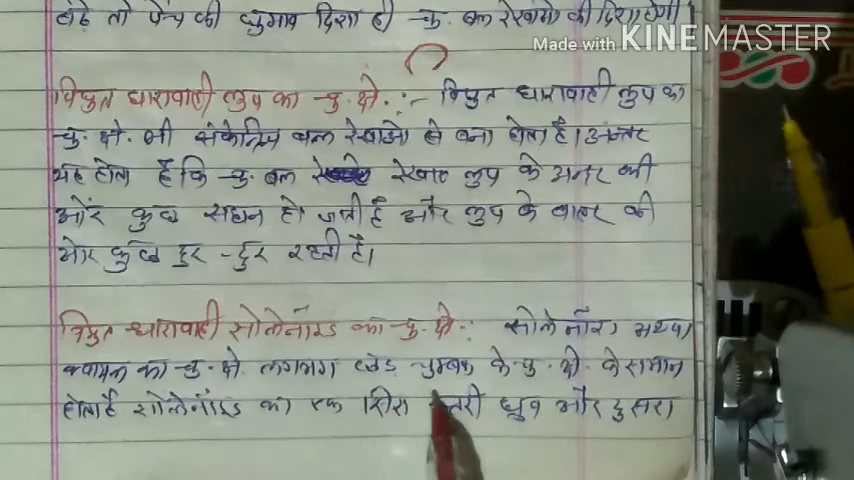 बढ़े तो पेंच की घुमाव दिशा ही चु. बल रेखाओं की दिशा होगी।
Made with KINEMASTER
विद्युत धारावाही लुप का चु. क्षे. :- विद्युत धारावाही लुप का
चु. क्षे. भी संकेन्द्रिय बल रेखाओं से बना होता है। अन्तर
यह होता है कि चु. बल रेखाए लुप के अन्दर की
ओर कुछ सघन हो जाती है और लुप के बाहर की
ओर कुछ दुर-दुर रहती है।
विद्युत धारावाही सोलेनॉइड का चु. क्षे. : सोलेनॉइड अथवा
का चु. क्षे. लगभग छड़ चुम्बक के चु. क्षे. के समान
होता है सोलेनॉइड का एक सिरा उत्तरी ध्रुव और दुसरा